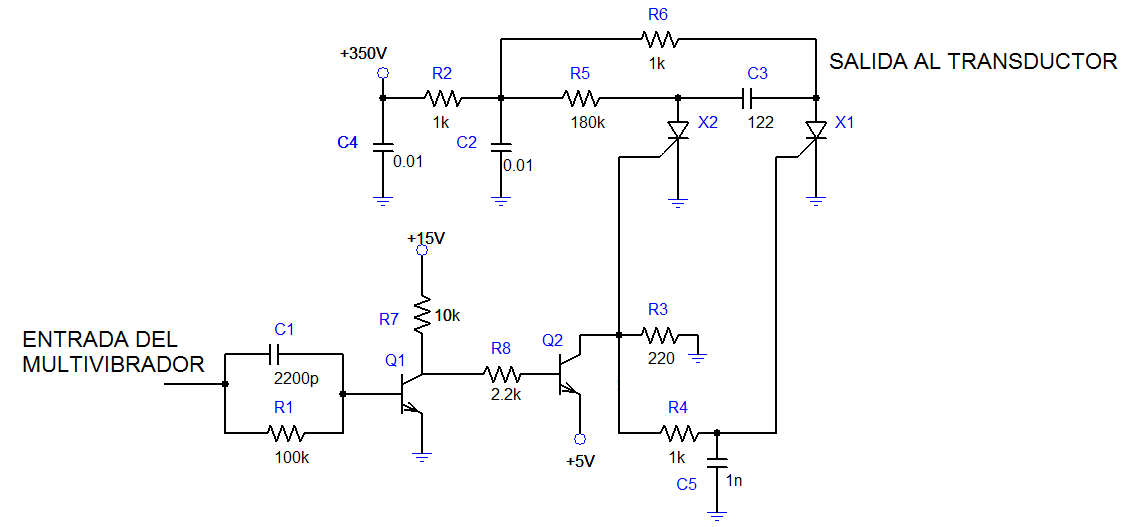 R6
1k
SALIDA AL TRANSDUCTOR
+350V
R2
1k
R5
180k
C3
122
C4
0.01
C2
0.01
X2
X1
+15V
R7
10k
ENTRADA DEL
MULTIVIBRADOR
C1
2200p
R1
100k
Q1
R8
2.2k
Q2
+5V
R3
220
R4
1k
C5
1n